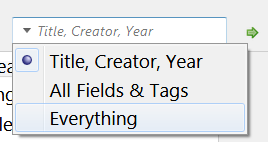 Title, Creator, Year
Title, Creator, Year
All Fields & Tags
Everything